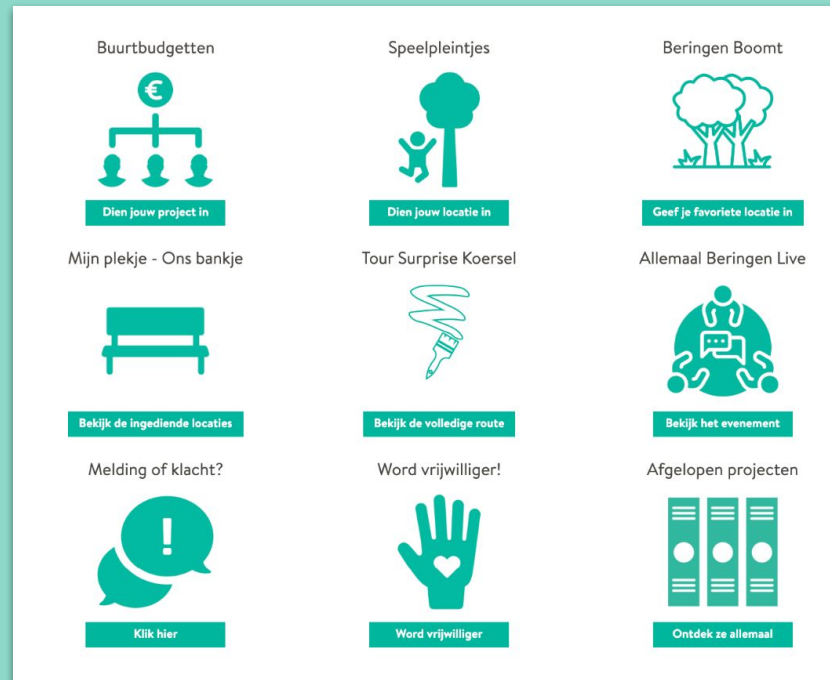 Buurtbudgetten
Speelpleintjes
Beringen Boomt
€
Dien jouw project in
Dien jouw locatie in
Geef je favoriete locatie in
Mijn plekje - Ons bankje
Tour Surprise Koersel
Allemaal Beringen Live
Bekijk de ingediende locaties
Bekijk de volledige route
Bekijk het evenement
Melding of klacht?
Word vrijwilliger!
Afgelopen projecten
!
Klik hier
Word vrijwilliger
Ontdek ze allemaal